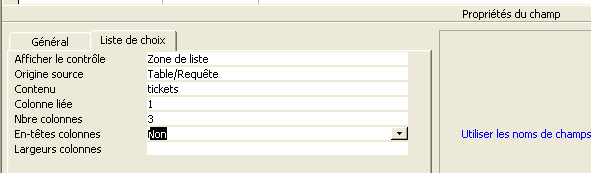 Propriétés du champ
Général
Liste de choix
Afficher le contrôle Zone de liste
Origine source Table/Requête
Contenu tickets
Colonne liée 1
Nbre colonnes 3
En-têtes colonnes Non
Largeurs colonnes
Utiliser les noms de champs